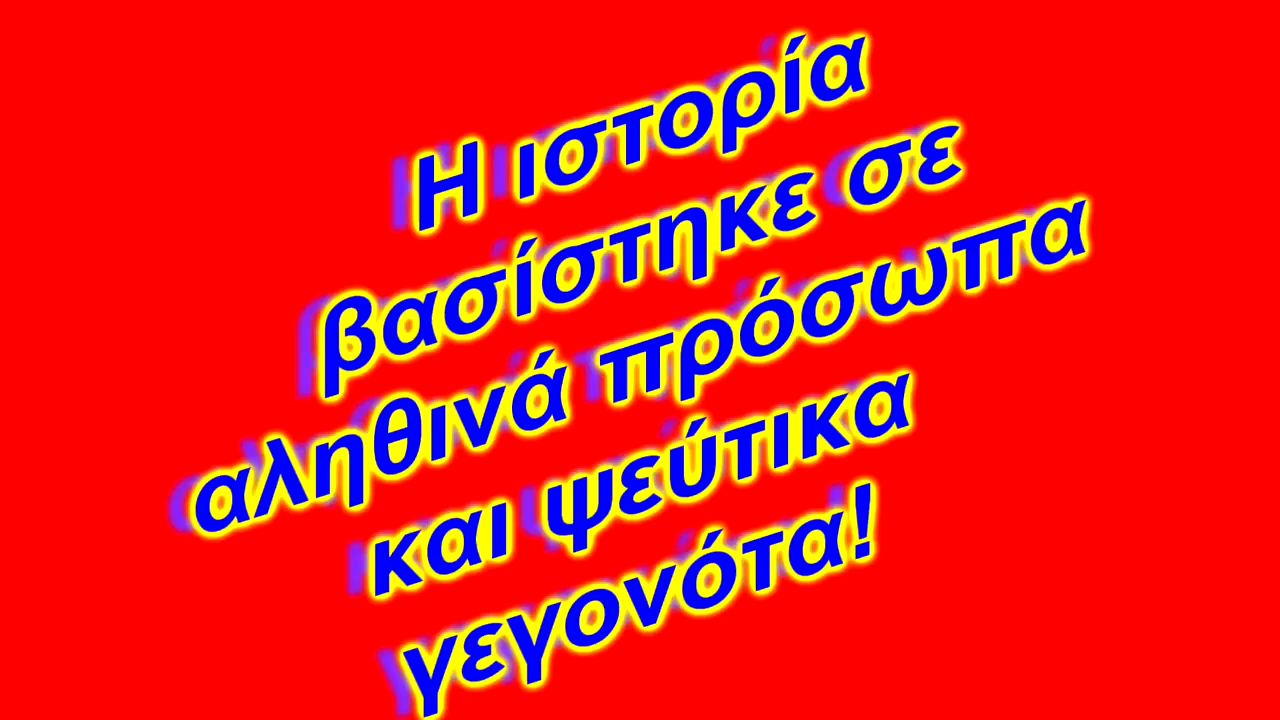 Η ιστορία
βασίστηκε σε
αληθινά πρόσωπα
και ψεύτικα
γεγονότα!